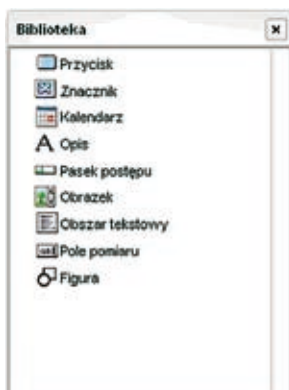 Biblioteka
Przycisk
Znacznik
Kalendarz
Opis
Pasek postępu
Obrazek
Obszar tekstowy
Pole pomiaru
Figura